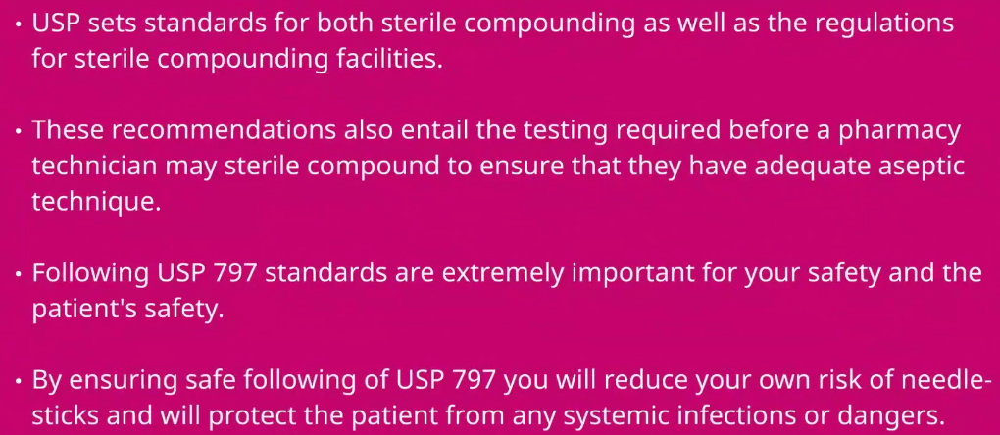 • USP sets standards for both sterile compounding as well as the regulations
for sterile compounding facilities.
• These recommendations also entail the testing required before a pharmacy
technician may sterile compound to ensure that they have adequate aseptic
technique.
• Following USP 797 standards are extremely important for your safety and the
patient's safety.
• By ensuring safe following of USP 797 you will reduce your own risk of needle-
sticks and will protect the patient from any systemic infections or dangers.